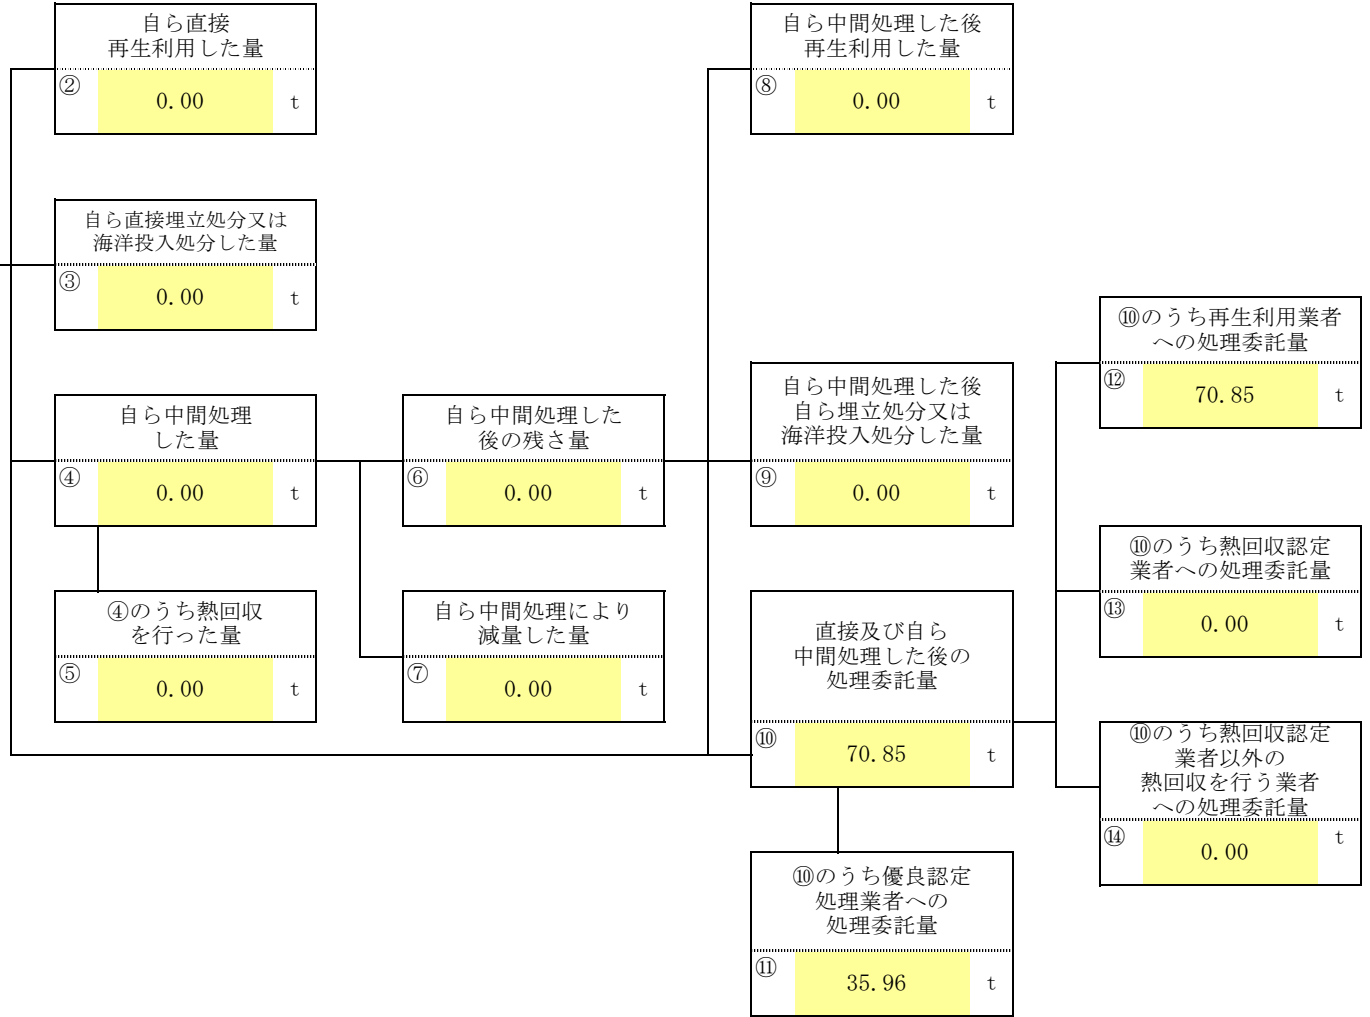 自ら直接
再生利用した量
②
0.00
t
自ら直接埋立処分又は
海洋投入処分した量
③
0.00
t
自ら中間処理
した量
④
0.00
t
④のうち熱回収
を行った量
⑤
0.00
t
自ら中間処理した
後の残さ量
⑥
0.00
t
自ら中間処理により
減量した量
⑦
0.00
t
自ら中間処理した後
再生利用した量
⑧
0.00
t
自ら中間処理した後
自ら埋立処分又は
海洋投入処分した量
⑨
0.00
t
直接及び自ら
中間処理した後の
処理委託量
⑩
70.85
t
⑩のうち優良認定
処理業者への
処理委託量
⑪
35.96
t
⑩のうち再生利用業者
への処理委託量
⑫
70.85
t
⑩のうち熱回収認定
業者への処理委託量
⑬
0.00
t
⑩のうち熱回収認定
業者以外の
熱回収を行う業者
への処理委託量
⑭
0.00
t